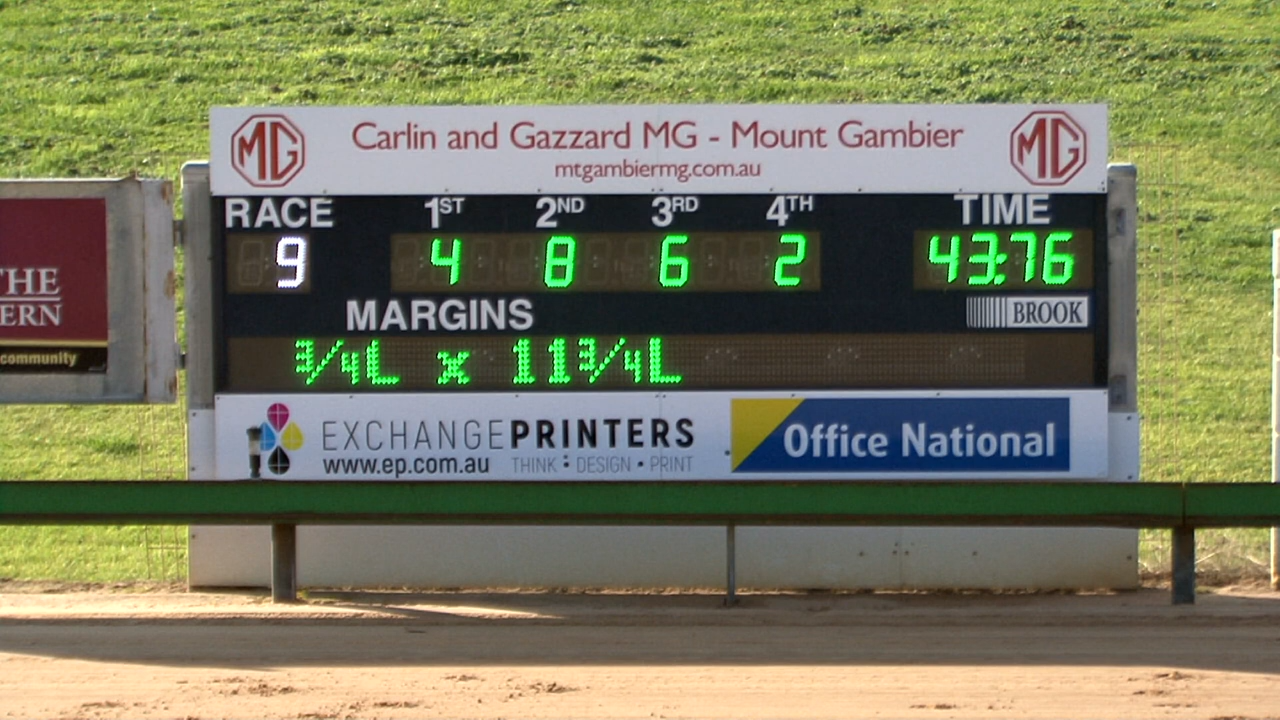 MG Carlin and Gazzard MG - Mount Gambier MG
mtgambiermg.com.au
RACE 1ST 2ND 3RD 4TH TIME
9 4 8 6 2 43:76
MARGINS
BROOK
3/4L x 11 3/4L
THE
ERN
community
EXCHANGEPRINTERS
www.ep.com.au THINK : DESIGN • PRINT
Office National